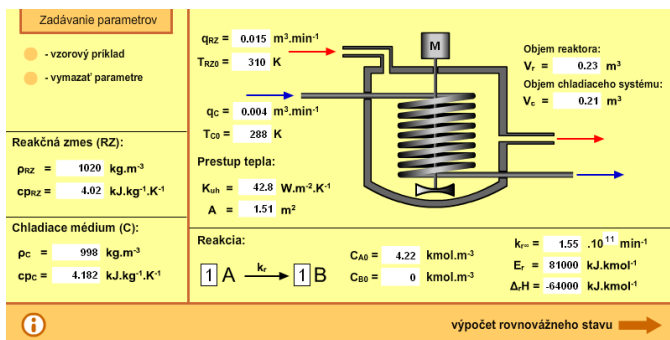 Zadávanie parametrov
- vzorový príklad
- vymazať parametre
Reakčná zmes (RZ):
ρRZ = 1020 kg.m⁻³
cpRZ = 4.02 kJ.kg⁻¹.K⁻¹
Chladiace médium (C):
ρC = 998 kg.m⁻³
cpC = 4.182 kJ.kg⁻¹.K⁻¹
qRZ = 0.015 m³.min⁻¹
TRZ0 = 310 K
qC = 0.004 m³.min⁻¹
TC0 = 288 K
Prestup tepla:
Kuh = 42.8 W.m⁻².K⁻¹
A = 1.51 m²
M
Objem reaktora:
Vr = 0.23 m³
Objem chladiaceho systému:
Vc = 0.21 m³
Reakcia:
1 A kr 1 B
CA0 = 4.22 kmol.m⁻³
CB0 = 0 kmol.m⁻³
kr∞ = 1.55 .10¹¹ min⁻¹
Er = 81000 kJ.kmol⁻¹
ΔrH = -64000 kJ.kmol⁻¹
i
výpočet rovnovážneho stavu